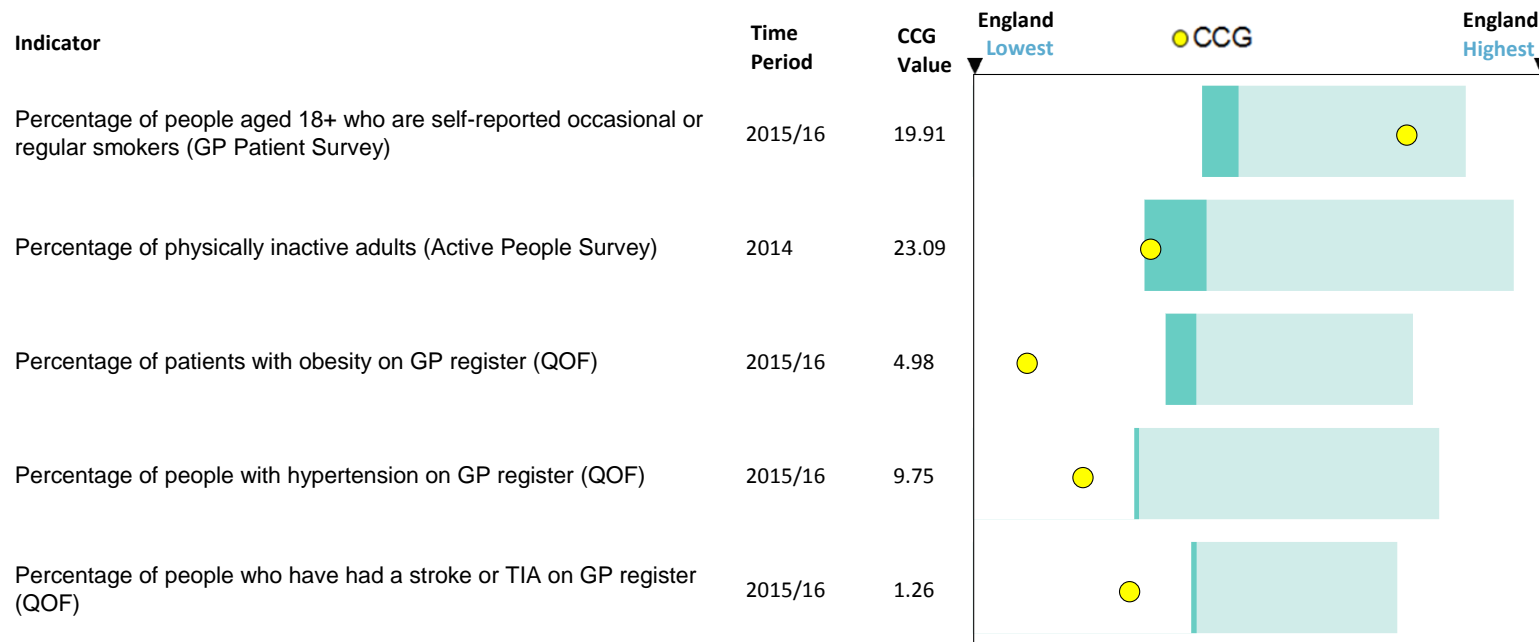 Indicator
Time
Period
CCG
Value
England
Lowest
CCG
England
Highest
Percentage of people aged 18+ who are self-reported occasional or
regular smokers (GP Patient Survey)
2015/16
19.91
Percentage of physically inactive adults (Active People Survey)
2014
23.09
Percentage of patients with obesity on GP register (QOF)
2015/16
4.98
Percentage of people with hypertension on GP register (QOF)
2015/16
9.75
Percentage of people who have had a stroke or TIA on GP register
(QOF)
2015/16
1.26